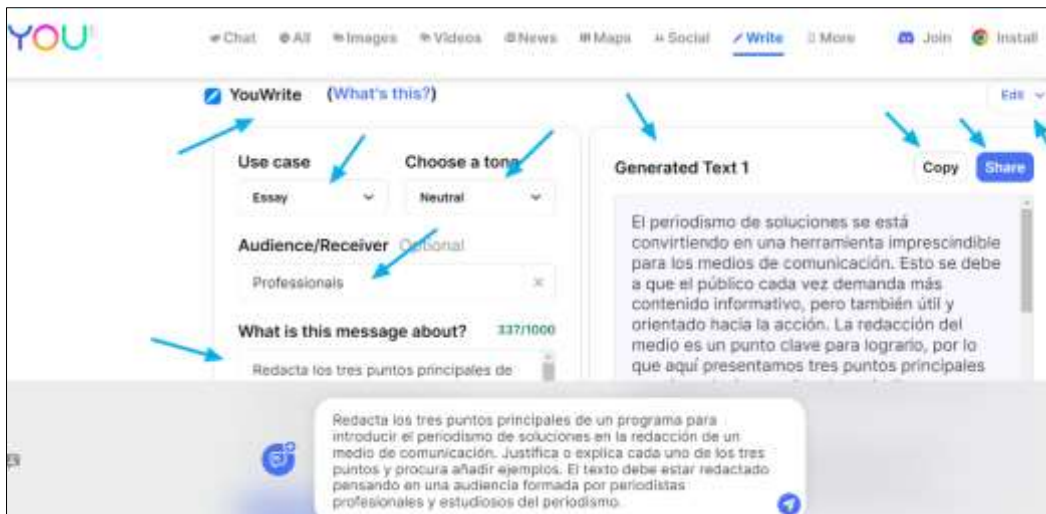 YOU
Chat All Images Videos News Maps Social Write More Join Install
YouWrite (What's this?)
Edit
Use case Choose a tone
Essay Neutral
Audience/Receiver Optional
Professionals
What is this message about? 337/1000
Redacta los tres puntos principales de
Generated Text 1 Copy Share
El periodismo de soluciones se está
convirtiendo en una herramienta imprescindible
para los medios de comunicación. Esto se debe
a que el público cada vez demanda más
contenido informativo, pero también útil y
orientado hacia la acción. La redacción del
medio es un punto clave para lograrlo, por lo
que aquí presentamos tres puntos principales
Redacta los tres puntos principales de un programa para
introducir el periodismo de soluciones en la redacción de un
medio de comunicación. Justifica o explica cada uno de los tres
puntos y procura añadir ejemplos. El texto debe estar redactado
pensando en una audiencia formada por periodistas
profesionales y estudiosos del periodismo.